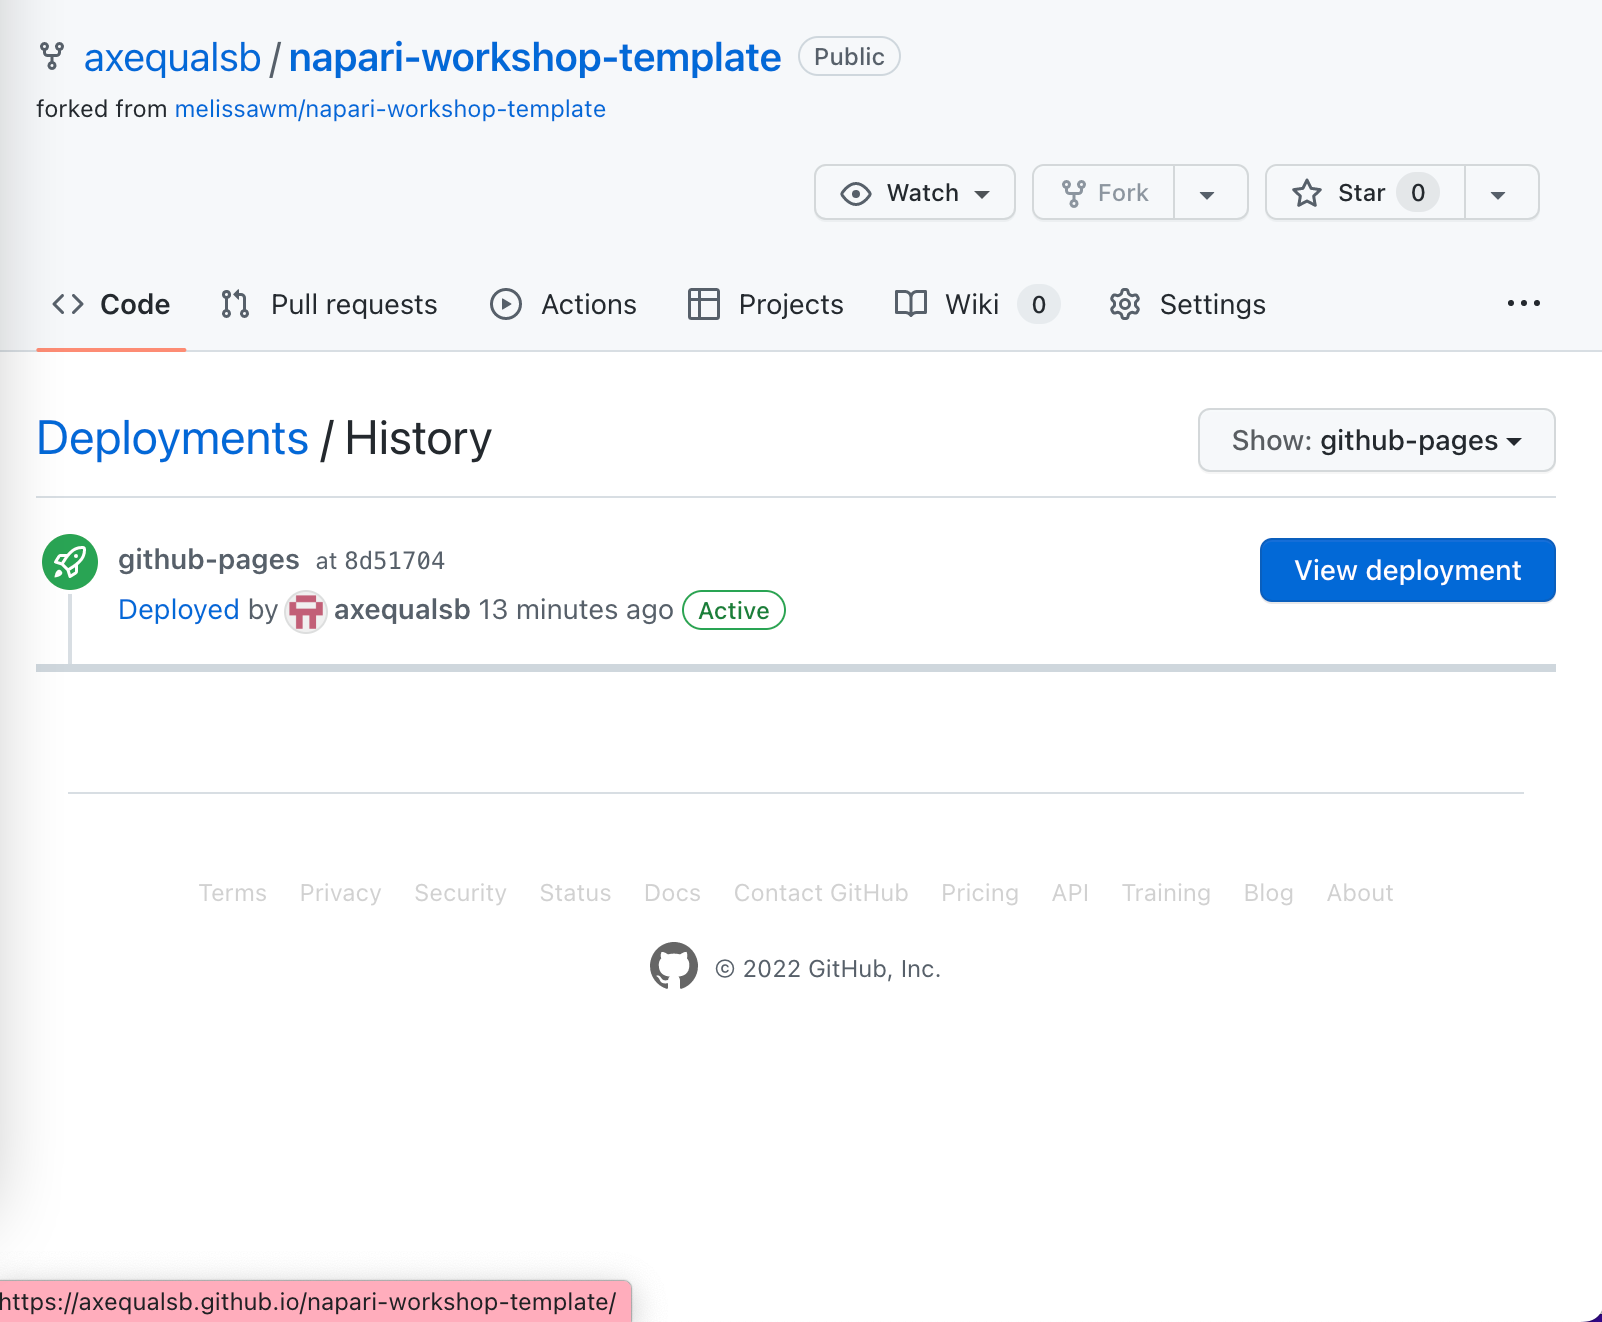 axequalsb / napari-workshop-template Public
forked from melissawm/napari-workshop-template
Watch Fork Star 0
Code Pull requests Actions Projects Wiki 0 Settings
Deployments / History
Show: github-pages
github-pages at 8d51704
View deployment
Deployed by axequalsb 13 minutes ago Active
Terms Privacy Security Status Docs Contact GitHub Pricing API Training Blog About
© 2022 GitHub, Inc.
https://axequalsb.github.io/napari-workshop-template/